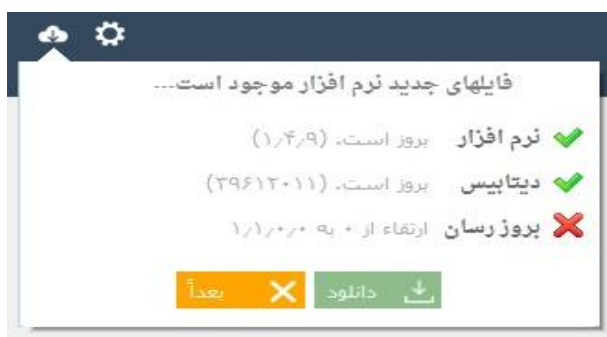 فایلهای جدید نرم افزار موجود است...
نرم افزار بروز است. (۱٫۴٫۹)
دیتابیس بروز است. (۳۹۶۱۲۰۱۱)
بروز رسان ارتقاء از ۰ به ۱٫۱٫۰٫۰
دانلود بعداً